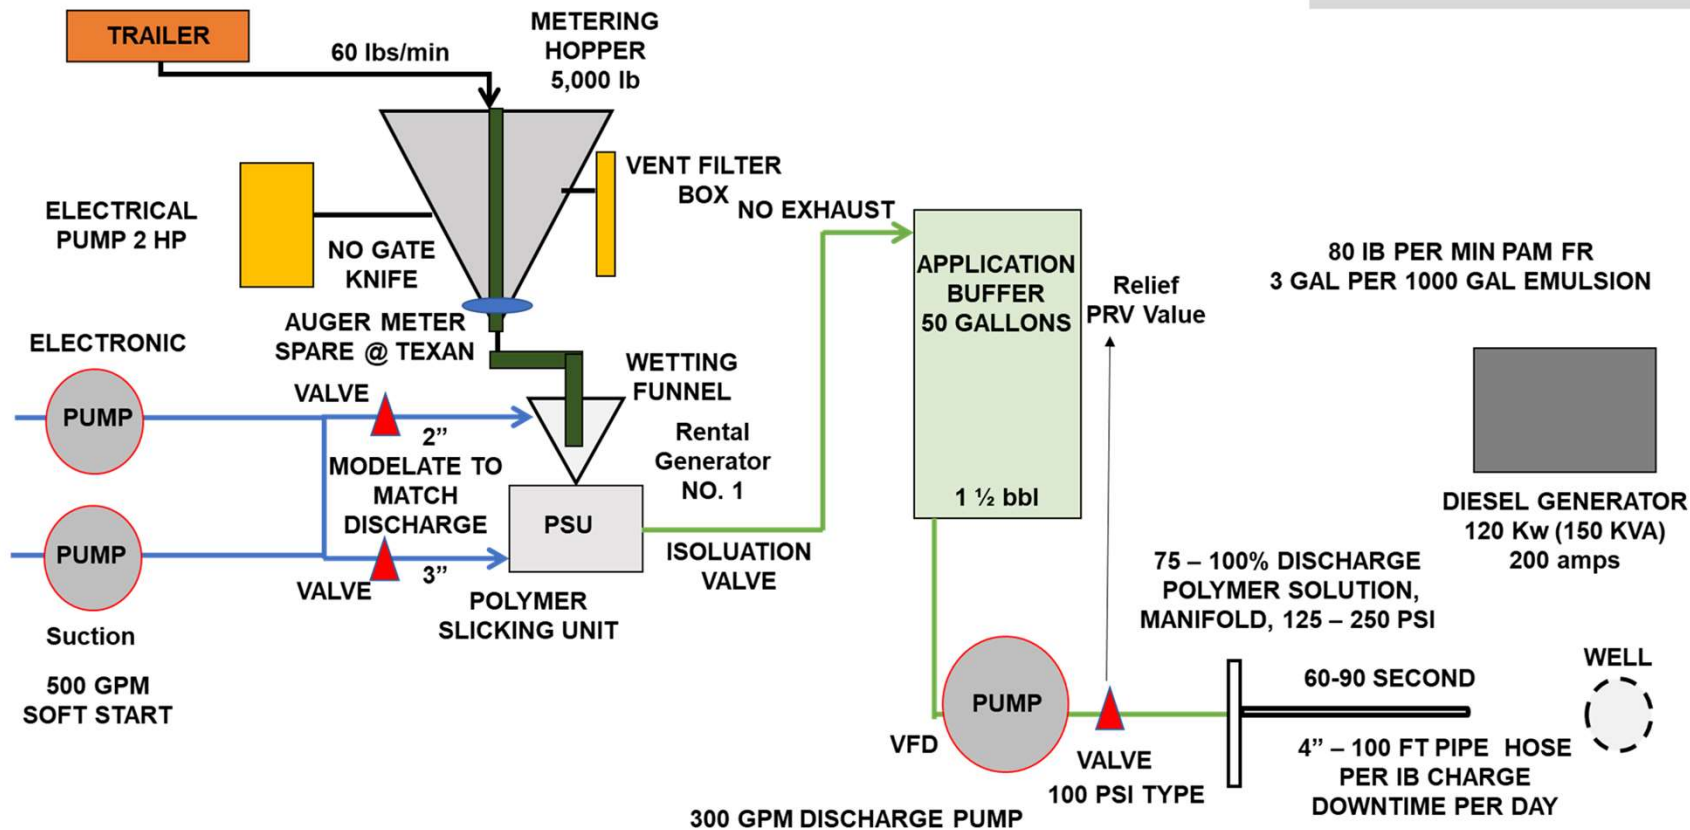 TRAILER
60 lbs/min
METERING
HOPPER
5,000 lb
ELECTRICAL
PUMP 2 HP
NO GATE
KNIFE
VENT FILTER
BOX
NO EXHAUST
AUGER METER
SPARE @ TEXAN
WETTING
FUNNEL
ELECTRONIC
PUMP
VALVE
2”
MODELATE TO
MATCH
DISCHARGE
PUMP
VALVE
3”
Suction
500 GPM
SOFT START
PSU
POLYMER
SLICKING UNIT
Rental
Generator
NO. 1
ISOLUATION
VALVE
APPLICATION
BUFFER
50 GALLONS
1 ½ bbl
Relief
PRV Value
80 IB PER MIN PAM FR
3 GAL PER 1000 GAL EMULSION
DIESEL GENERATOR
120 Kw (150 KVA)
200 amps
75 – 100% DISCHARGE
POLYMER SOLUTION,
MANIFOLD, 125 – 250 PSI
PUMP
VFD
VALVE
100 PSI TYPE
300 GPM DISCHARGE PUMP
60-90 SECOND
4” – 100 FT PIPE HOSE
PER IB CHARGE
DOWNTIME PER DAY
WELL